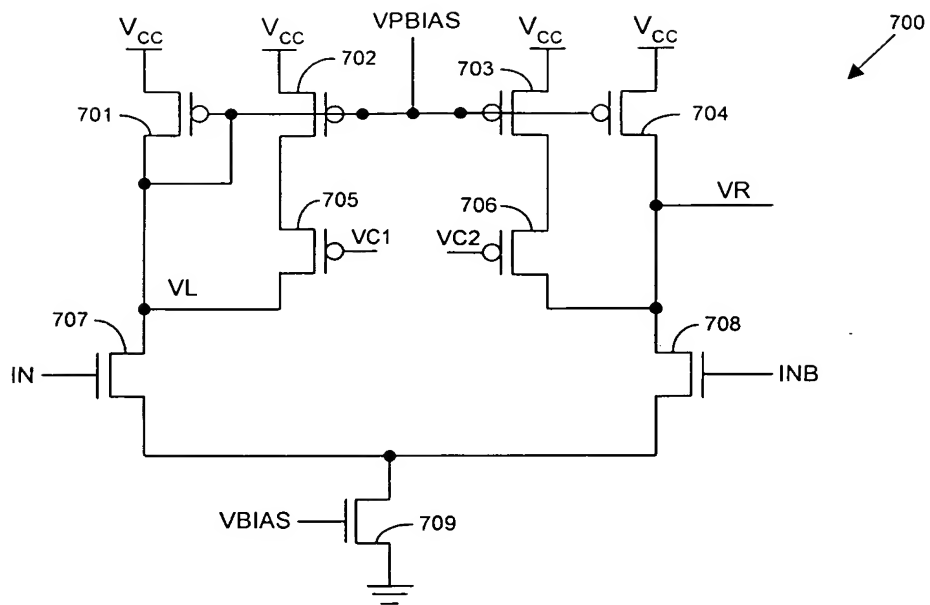 VPBIAS
700
VCC
VCC
VCC
VCC
702
703
701
704
VR
705
706
VC1
VC2
VL
707
708
IN
INB
VBIAS
709